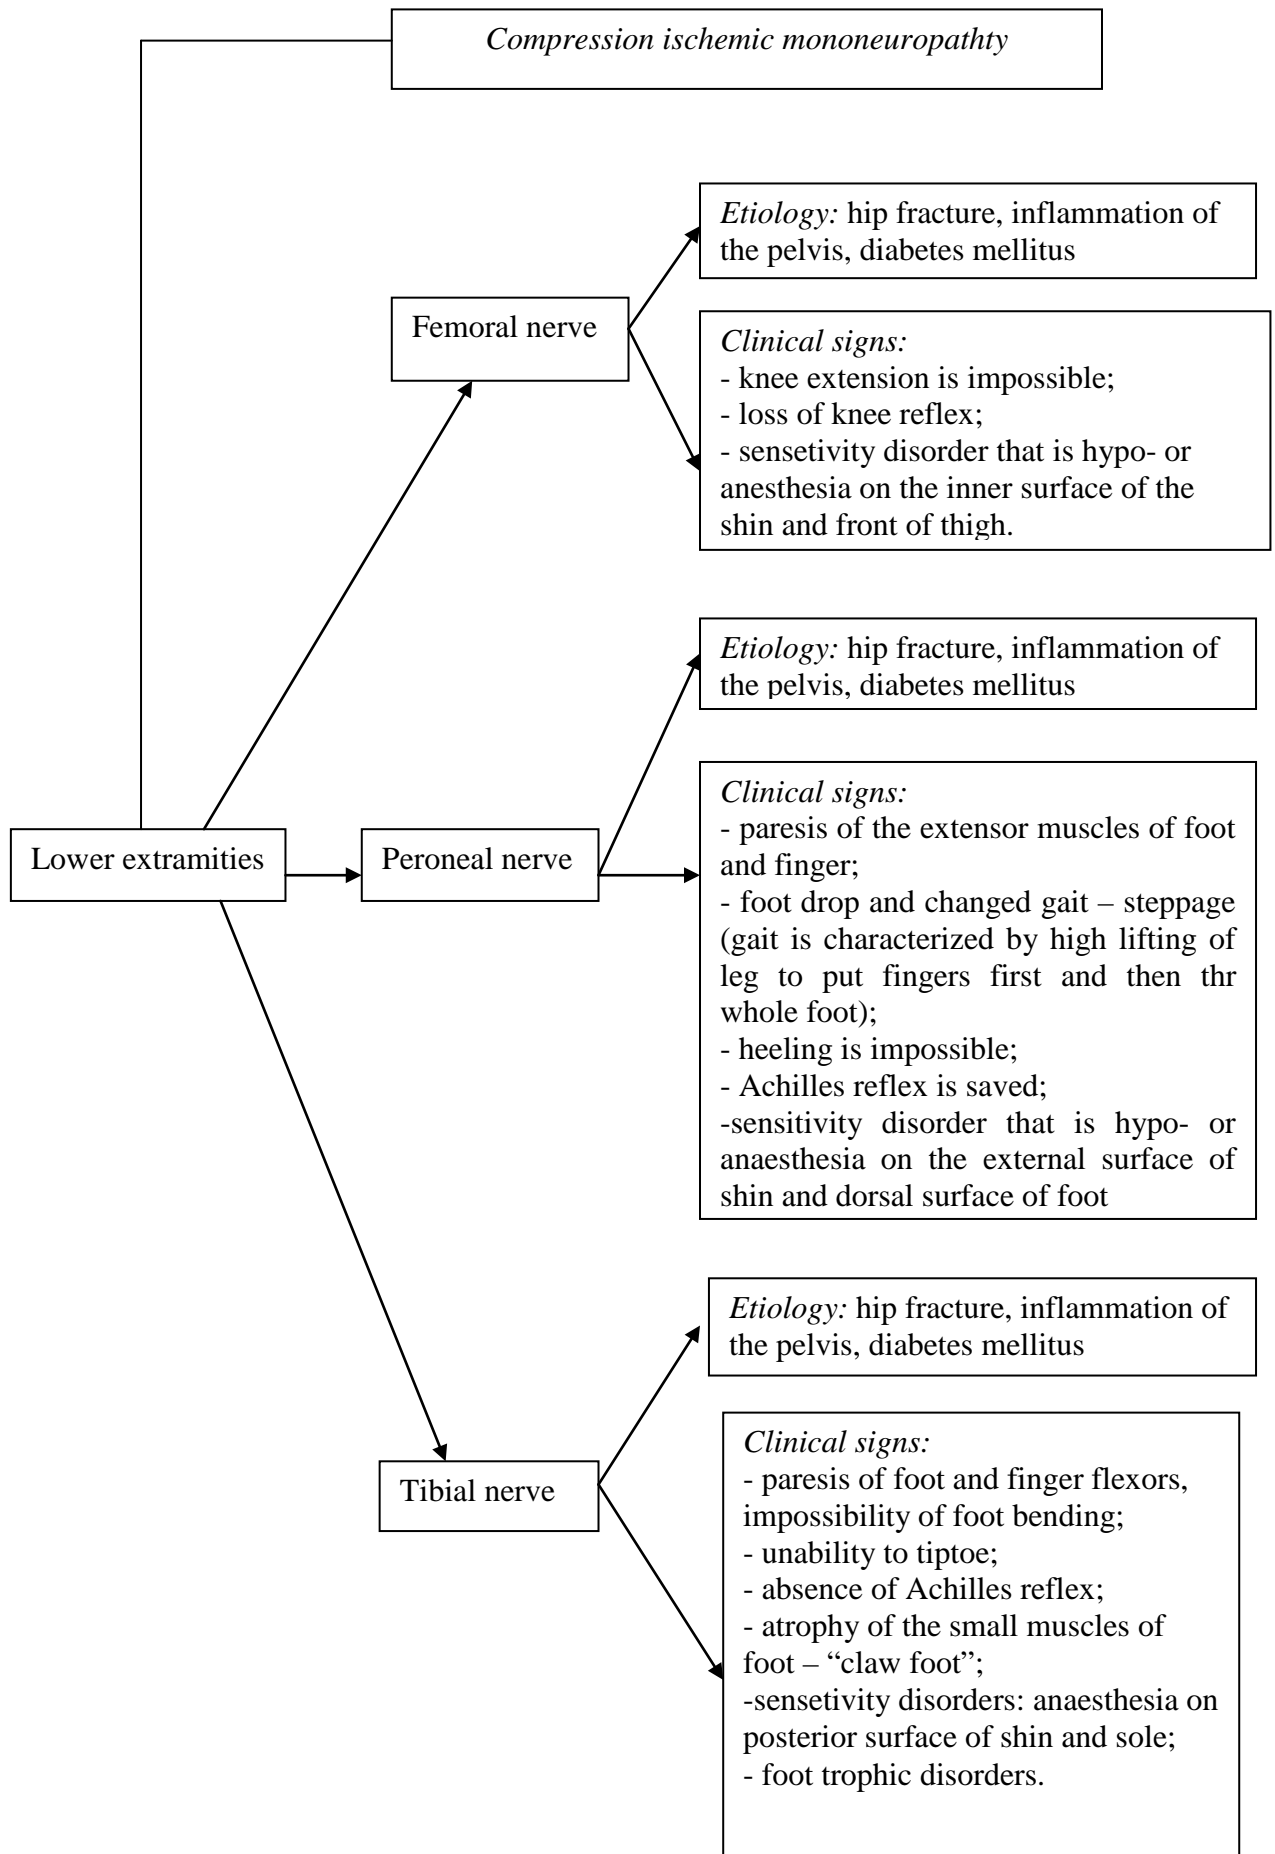 Compression ischemic mononeuropathty
Etiology: hip fracture, inflammation of
the pelvis, diabetes mellitus
Femoral nerve
Clinical signs:
- knee extension is impossible;
- loss of knee reflex;
- sensetivity disorder that is hypo- or
anesthesia on the inner surface of the
shin and front of thigh.
Etiology: hip fracture, inflammation of
the pelvis, diabetes mellitus
Lower extramities
Peroneal nerve
Clinical signs:
- paresis of the extensor muscles of foot
and finger;
- foot drop and changed gait – steppage
(gait is characterized by high lifting of
leg to put fingers first and then thr
whole foot);
- heeling is impossible;
- Achilles reflex is saved;
-sensitivity disorder that is hypo- or
anaesthesia on the external surface of
shin and dorsal surface of foot
Etiology: hip fracture, inflammation of
the pelvis, diabetes mellitus
Tibial nerve
Clinical signs:
- paresis of foot and finger flexors,
impossibility of foot bending;
- unability to tiptoe;
- absence of Achilles reflex;
- atrophy of the small muscles of
foot – “claw foot”;
-sensetivity disorders: anaesthesia on
posterior surface of shin and sole;
- foot trophic disorders.